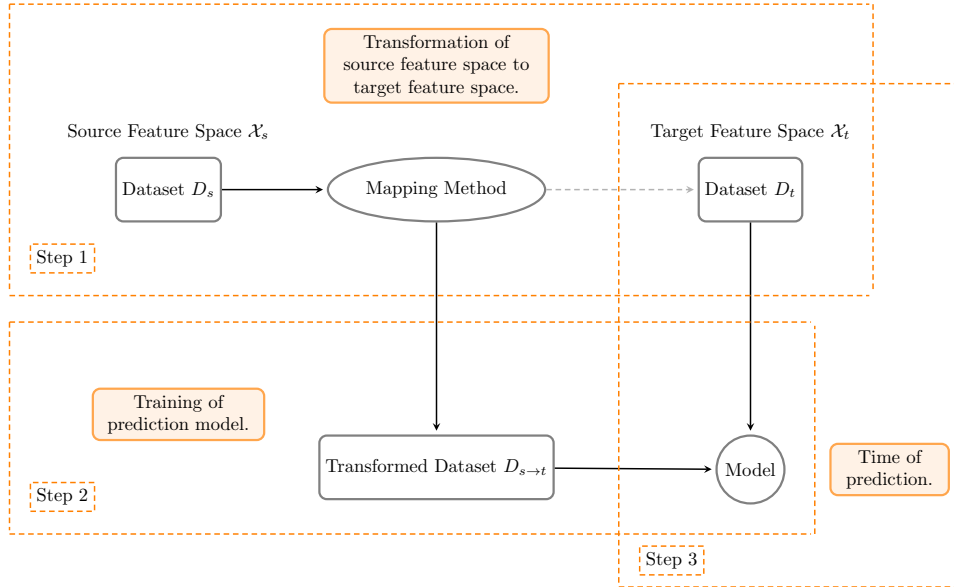 Transformation of
source feature space to
target feature space.
Source Feature Space 𝒳ₛ
Target Feature Space 𝒳ₜ
Dataset Dₛ
Mapping Method
Dataset Dₜ
Step 1
Training of
prediction model.
Transformed Dataset Dₛ→ₜ
Model
Time of
prediction.
Step 2
Step 3